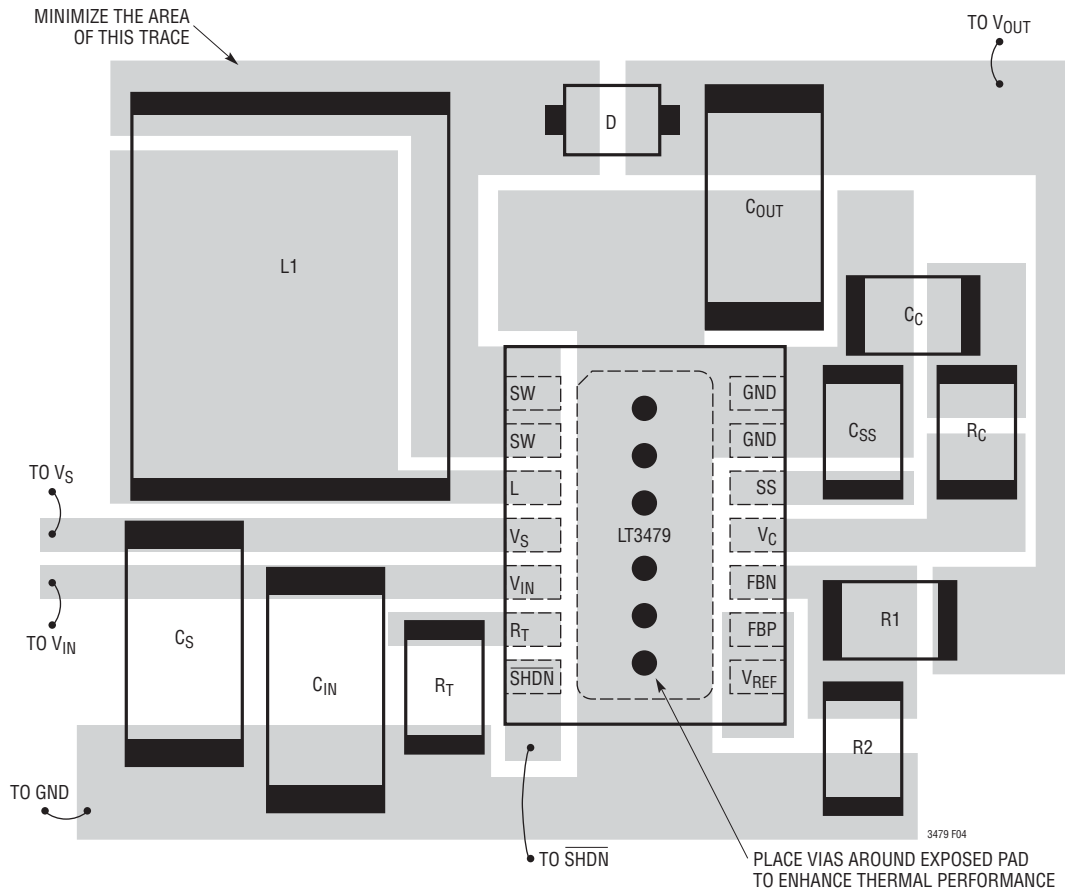 MINIMIZE THE AREA
OF THIS TRACE
TO VOUT
D
COUT
L1
CC
SW
GND
SW
GND
CSS
RC
TO VS
L
SS
VS
LT3479
VC
VIN
FBN
R1
TO VIN
CS
RT
FBP
CIN
RT
SHDN
VREF
R2
TO GND
3479 F04
TO SHDN
PLACE VIAS AROUND EXPOSED PAD
TO ENHANCE THERMAL PERFORMANCE